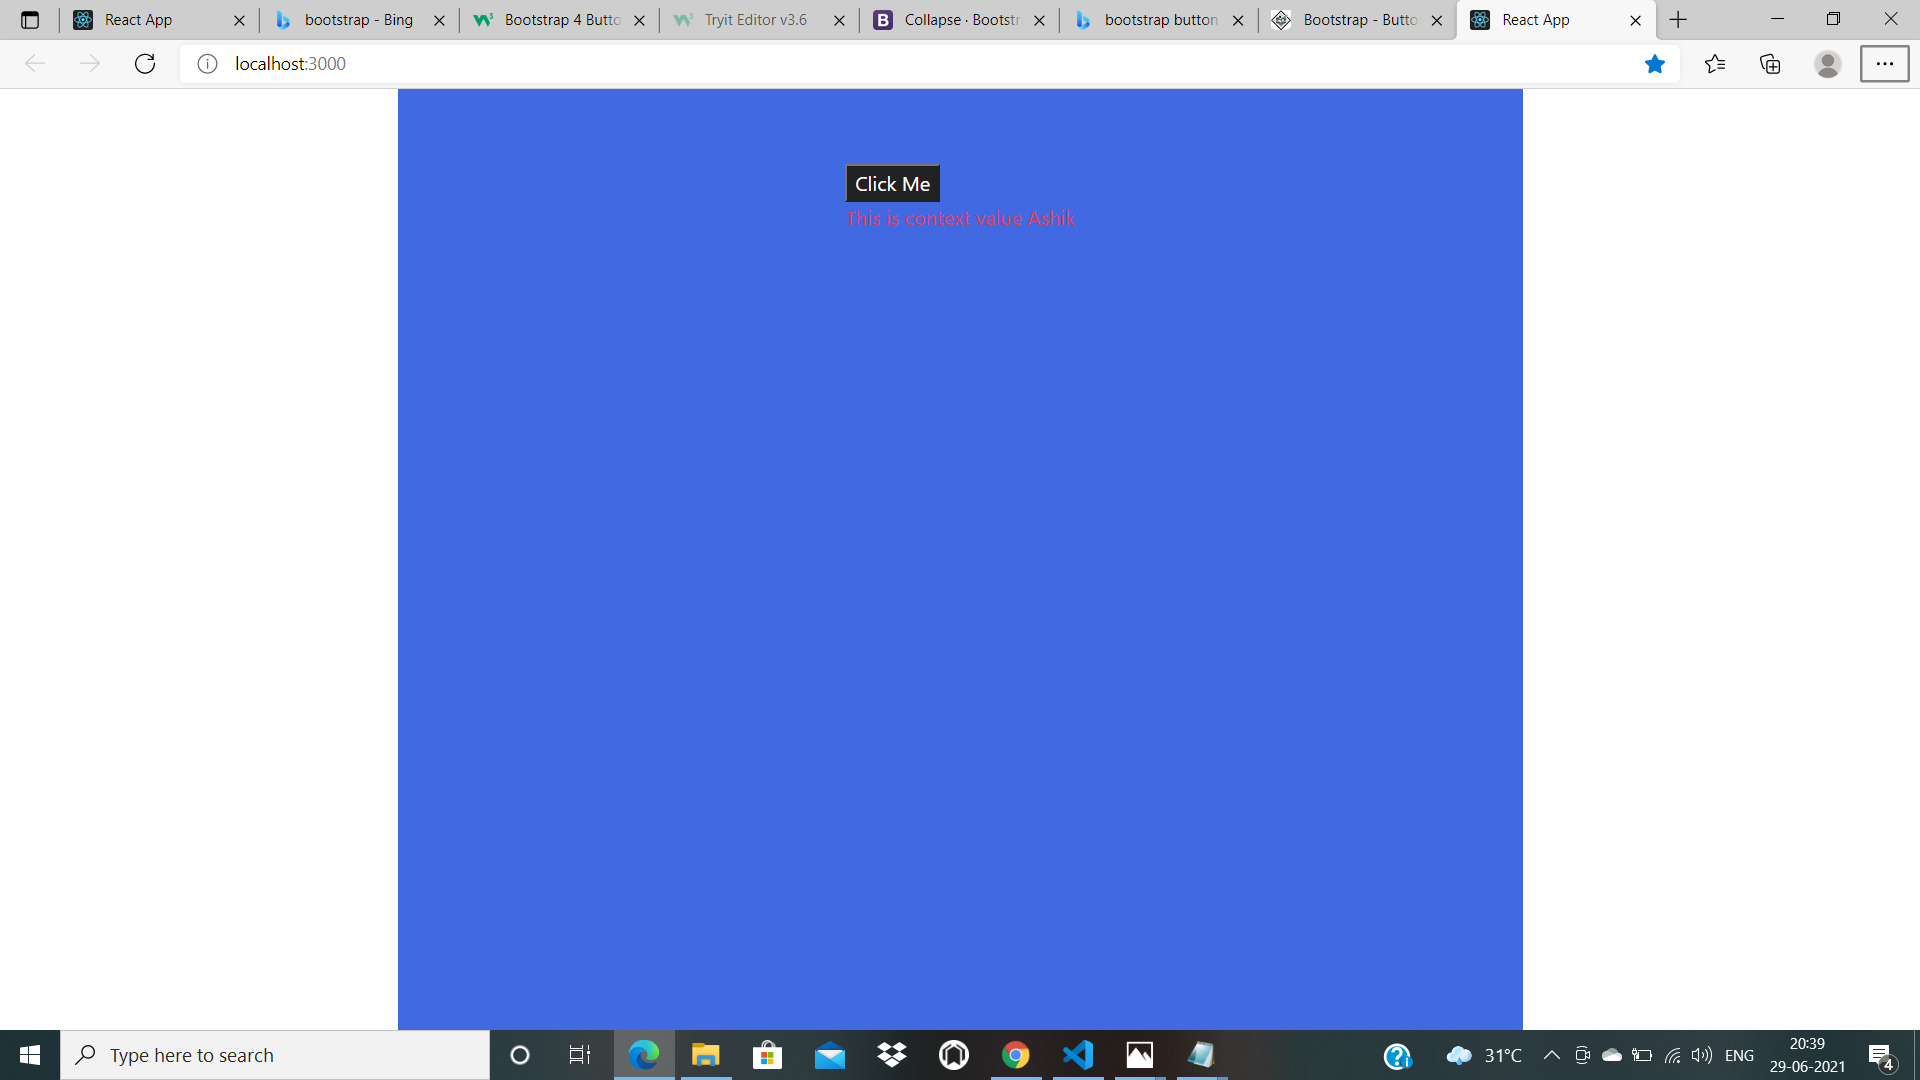 React App
bootstrap - Bing
Bootstrap 4 Butto
Tryit Editor v3.6
Collapse · Bootstr
bootstrap button
Bootstrap - Butto
React App
localhost:3000
Click Me
This is context value Ashik
Type here to search
31°C
ENG
20:39
29-06-2021
4